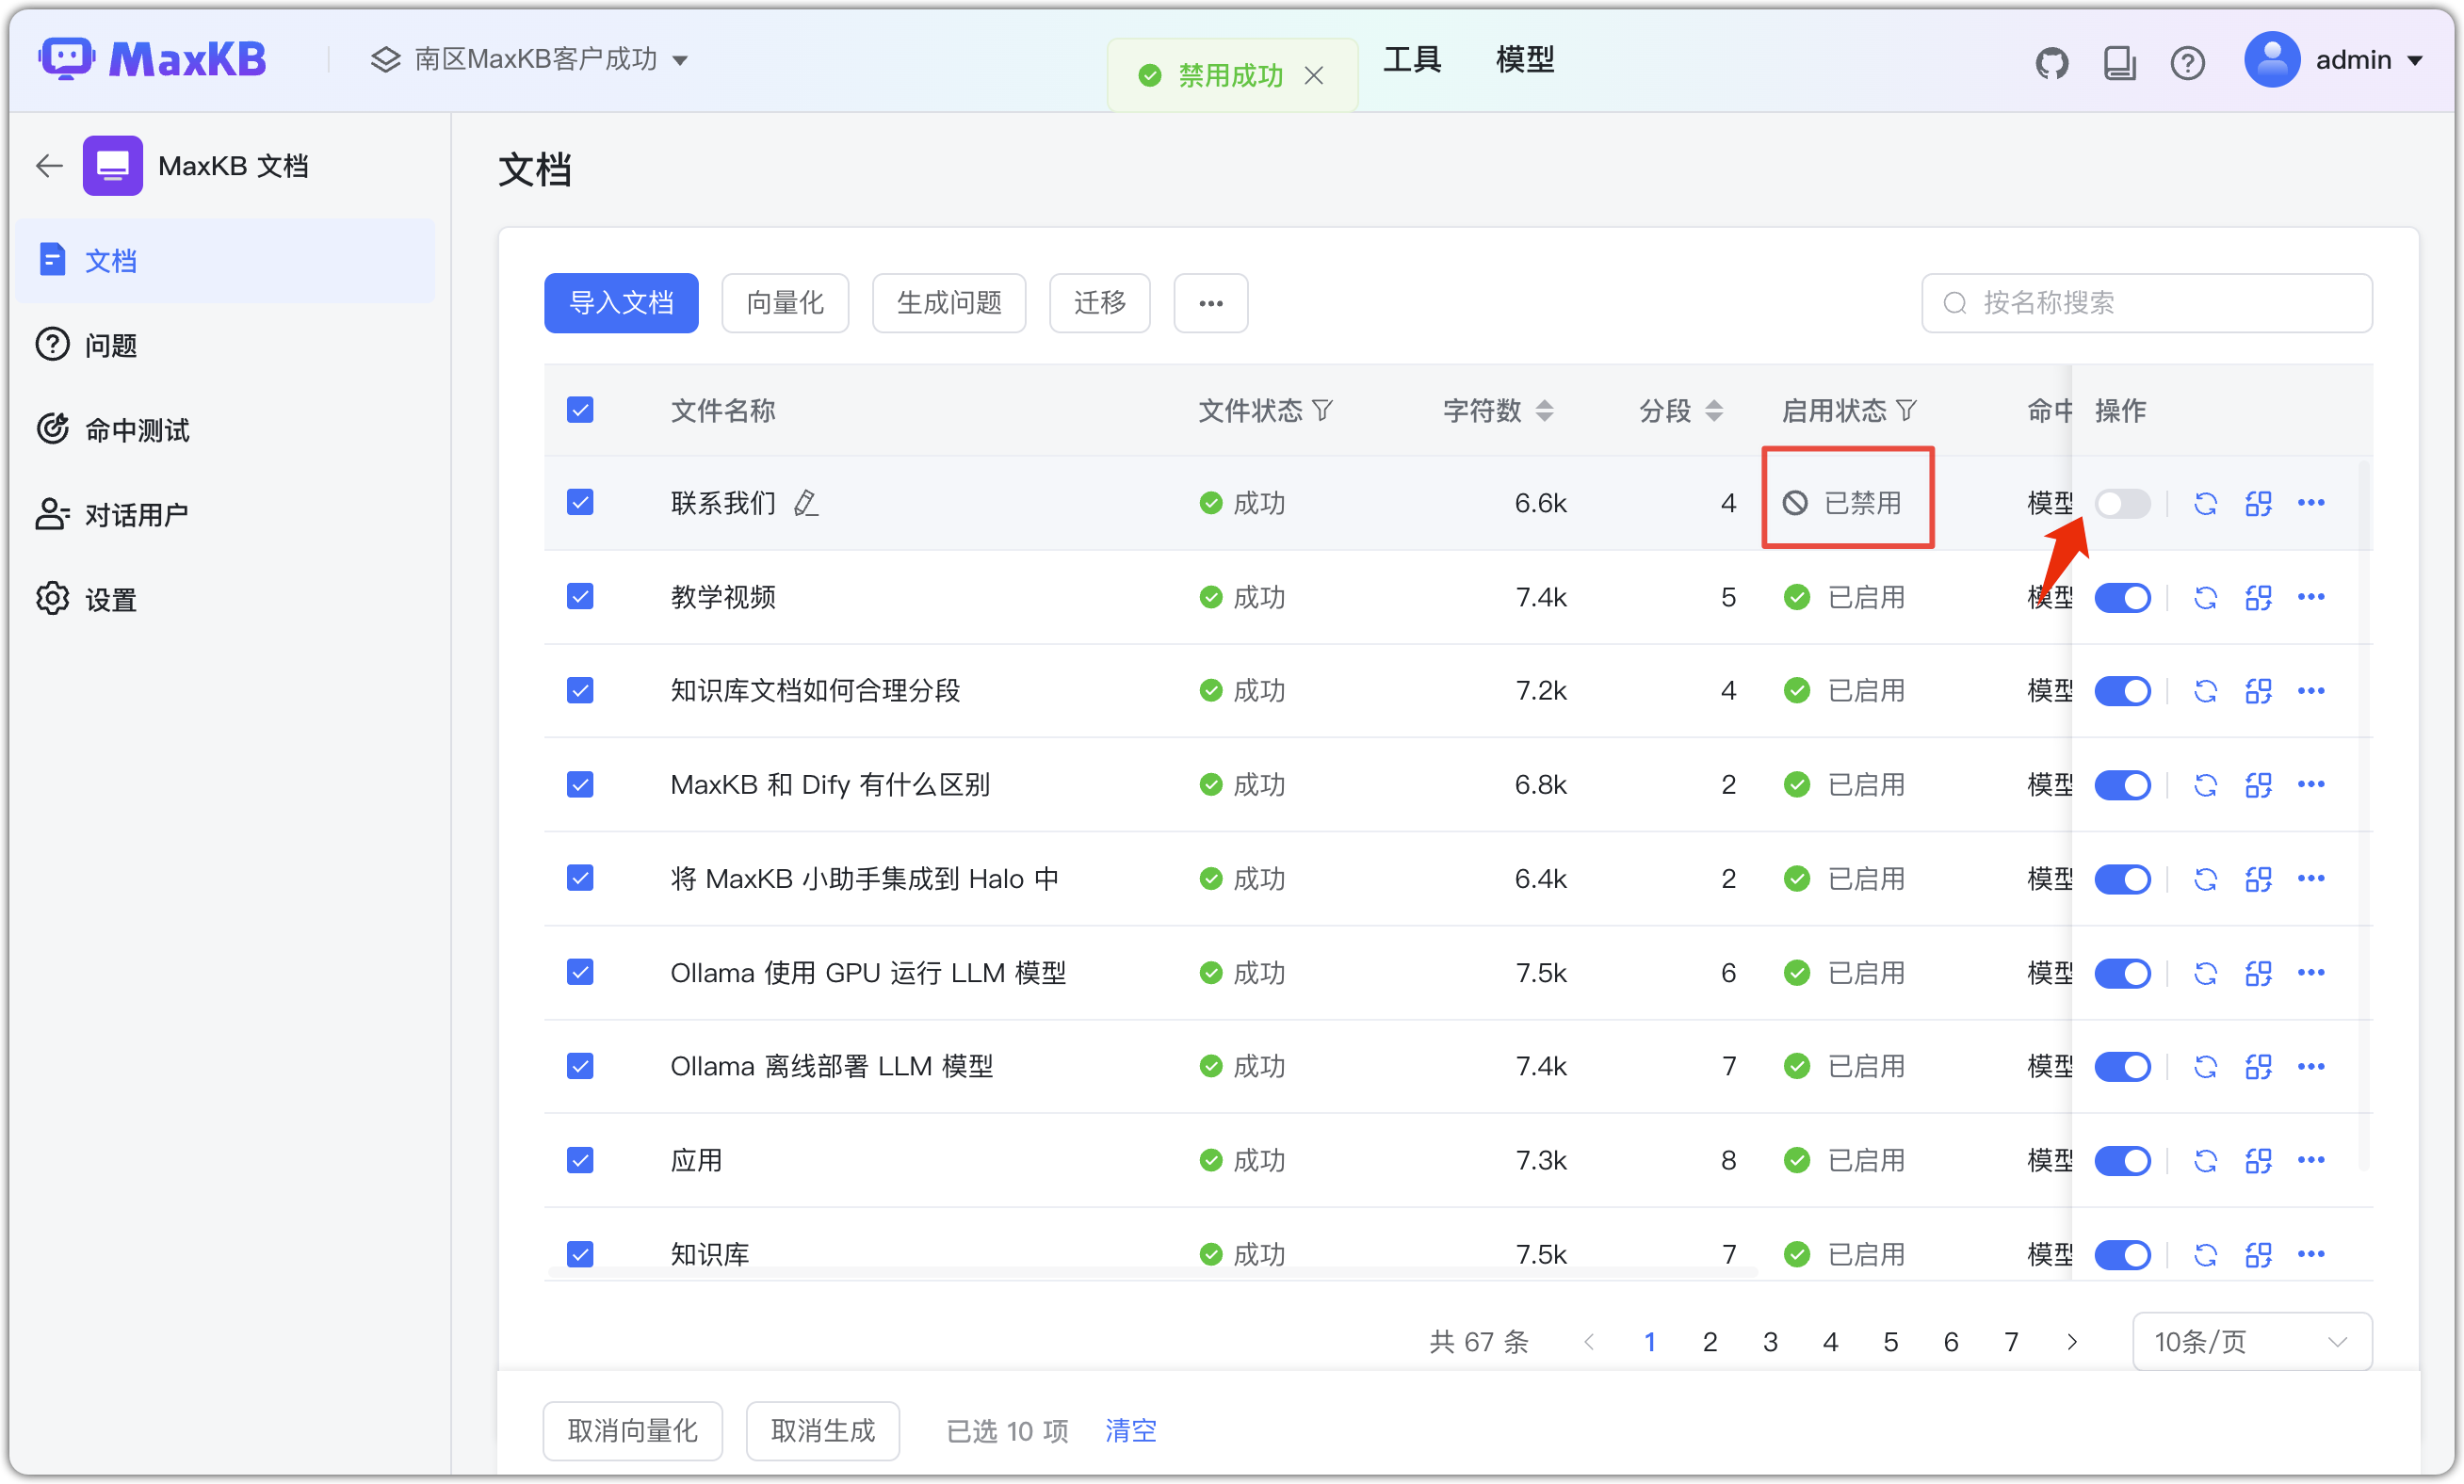 MaxKB 南区MaxKB客户成功 禁用成功 工具 模型 admin
MaxKB 文档
文档
问题
命中测试
对话用户
设置
文档
导入文档 向量化 生成问题 迁移 ... 按名称搜索
文件名称 文件状态 字符数 分段 启用状态 命中 操作
联系我们 成功 6.6k 4 已禁用 模型
教学视频 成功 7.4k 5 已启用 模型
知识库文档如何合理分段 成功 7.2k 4 已启用 模型
MaxKB 和 Dify 有什么区别 成功 6.8k 2 已启用 模型
将 MaxKB 小助手集成到 Halo 中 成功 6.4k 2 已启用 模型
Ollama 使用 GPU 运行 LLM 模型 成功 7.5k 6 已启用 模型
Ollama 离线部署 LLM 模型 成功 7.4k 7 已启用 模型
应用 成功 7.3k 8 已启用 模型
知识库 成功 7.5k 7 已启用 模型
共 67 条 1 2 3 4 5 6 7 10条/页
取消向量化 取消生成 已选 10 项 清空